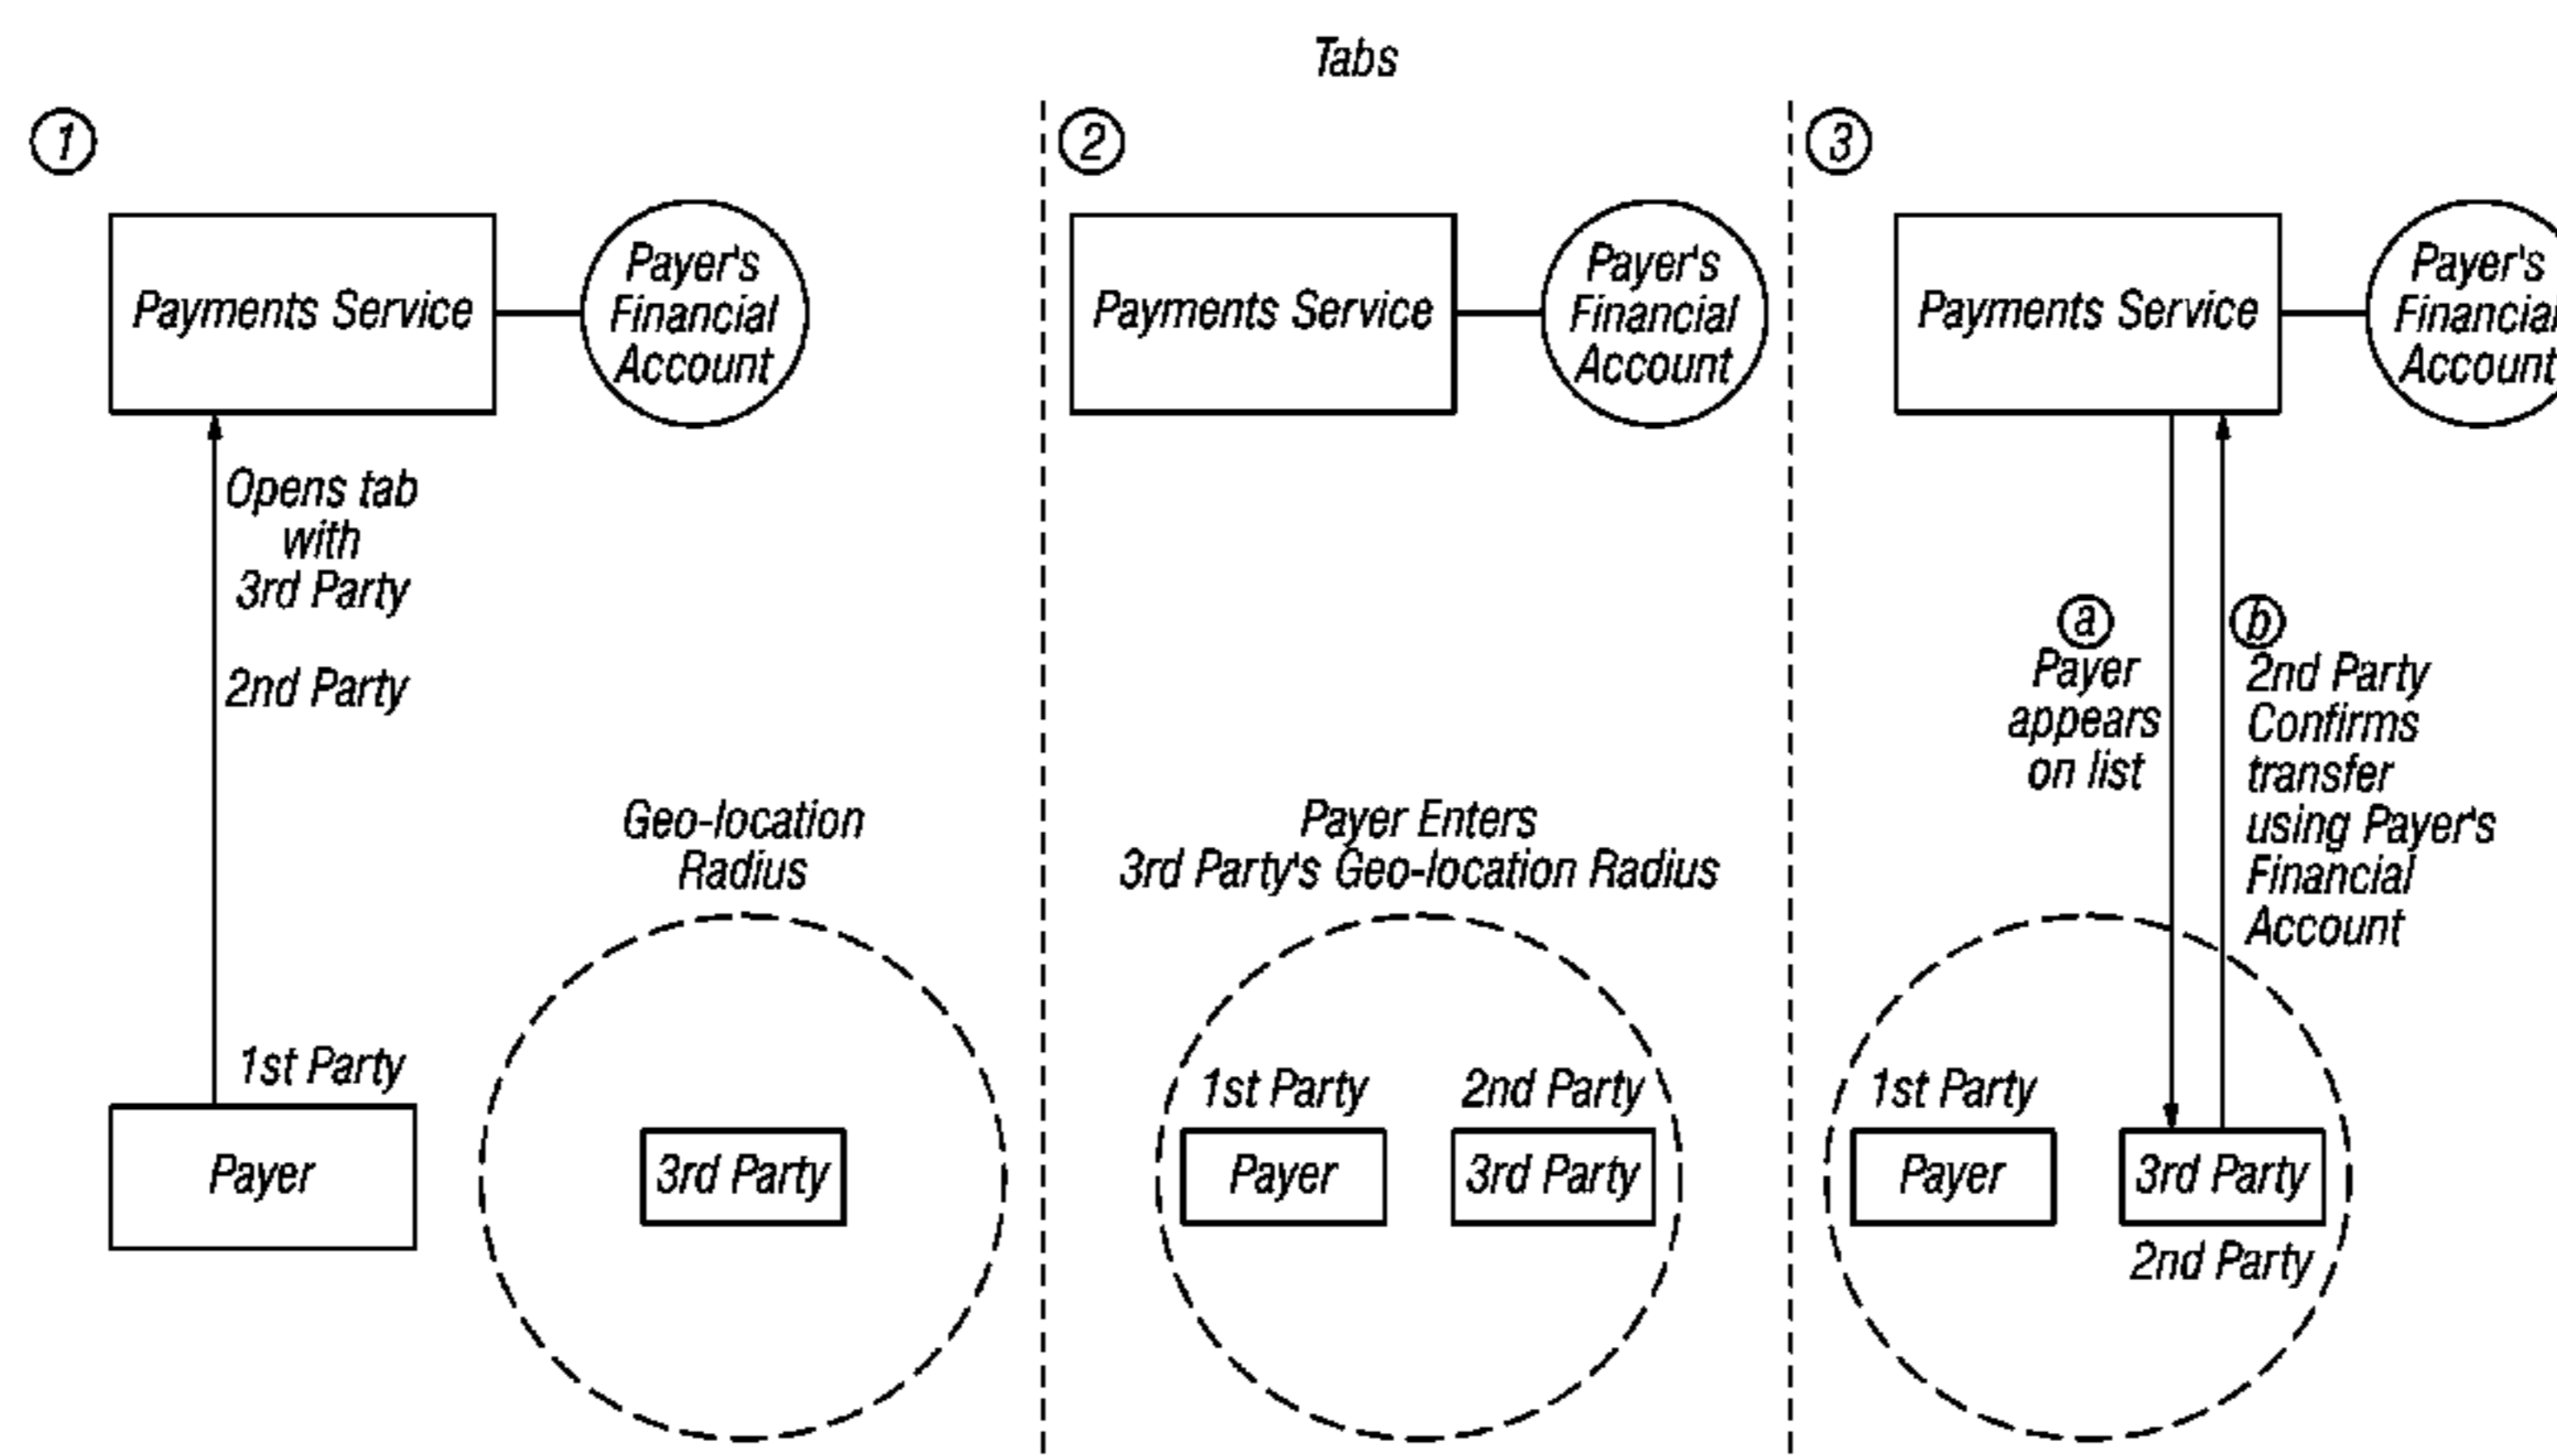 Tabs
1
Payments Service
Payer's
Financial
Account
Opens tab
with
3rd Party
2nd Party
Geo-location
Radius
1st Party
Payer
3rd Party
2
Payments Service
Payer's
Financial
Account
Payer Enters
3rd Party's Geo-location Radius
1st Party
2nd Party
Payer
3rd Party
3
Payments Service
Payer's
Financial
Account
a
Payer
appears
on list
b
2nd Party
Confirms
transfer
using Payer's
Financial
Account
1st Party
Payer
3rd Party
2nd Party